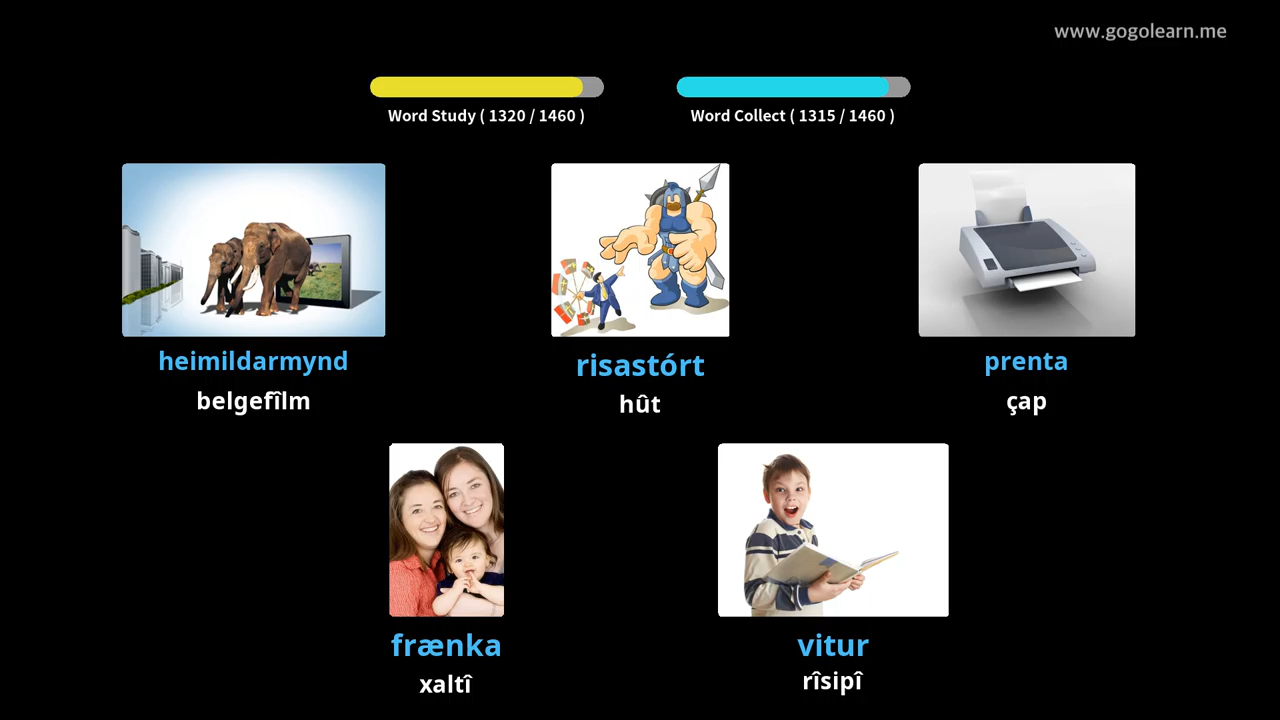 www.gogolearn.me
Word Study ( 1320 / 1460 )
Word Collect ( 1315 / 1460 )
heimildarmynd
belgefîlm
risastórt
hût
prenta
çap
frænka
xaltî
vitur
rîsipî